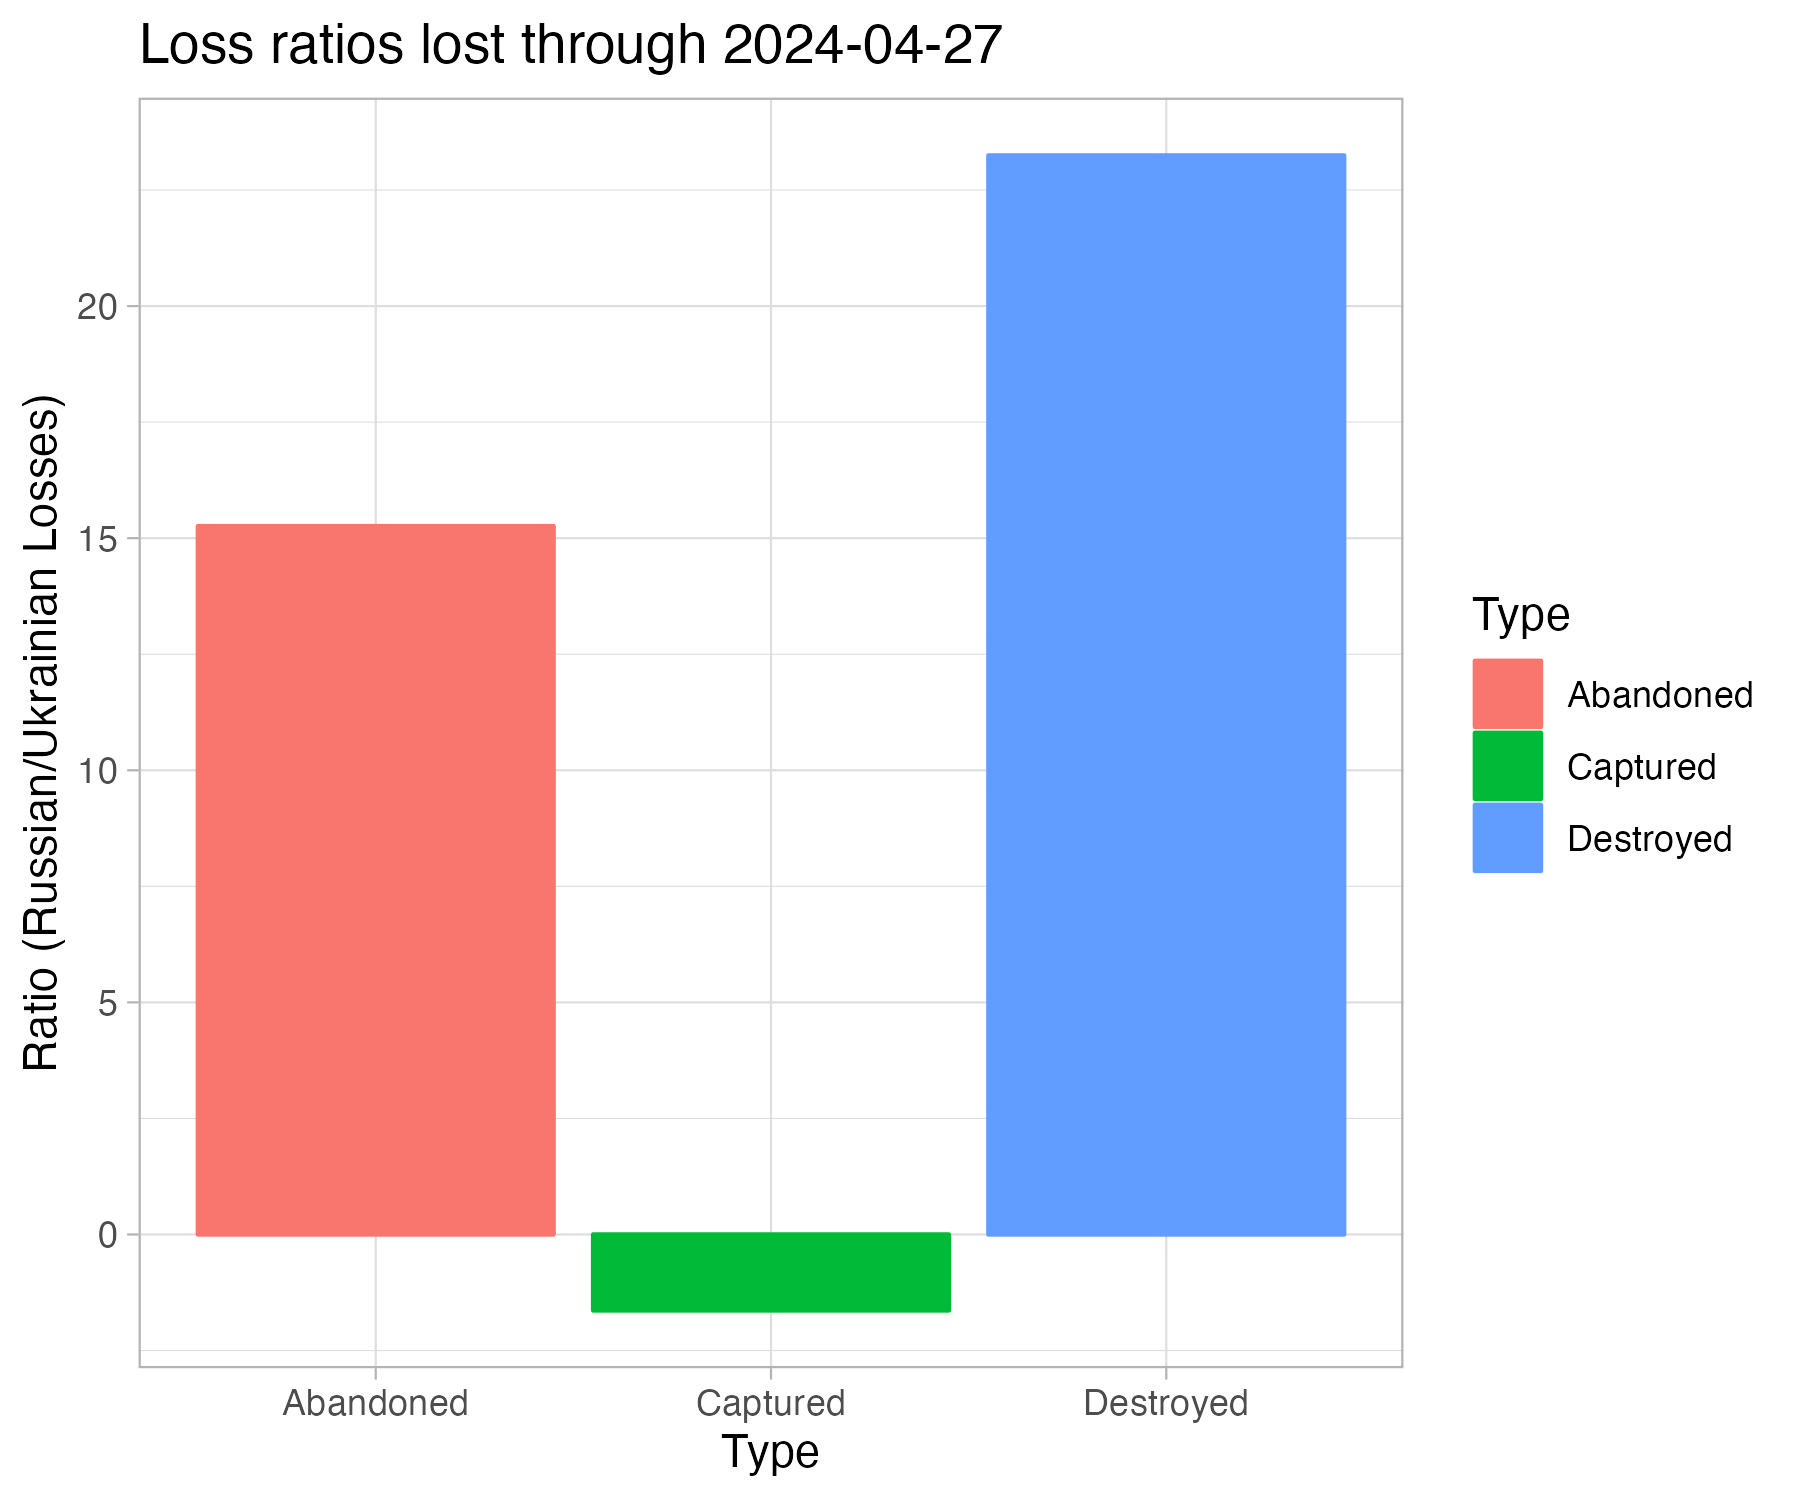 Loss ratios lost through 2024-04-27
Ratio (Russian/Ukrainian Losses)
20
15
10
5
0
Abandoned
Captured
Destroyed
Type
Type
Abandoned
Captured
Destroyed